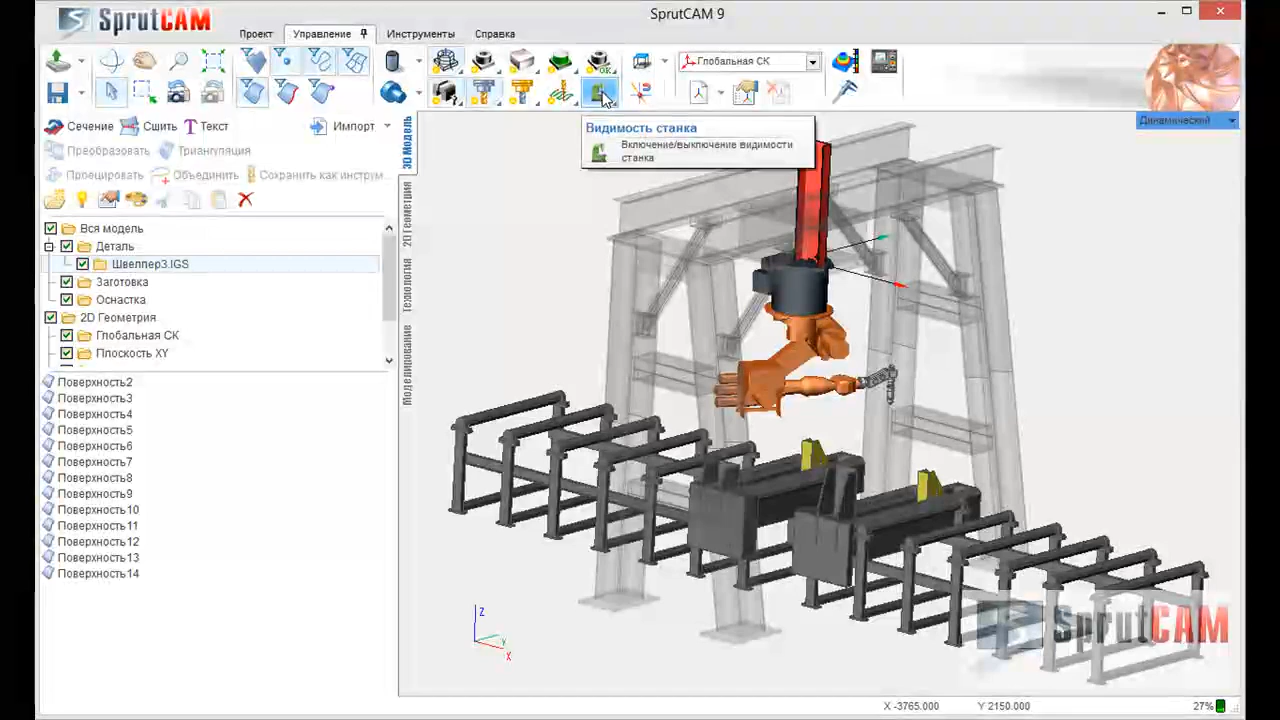 SprutCAM
SprutCAM 9
Проект
Управление
Инструменты
Справка
Глобальная СК
OK
Сечение
Сшить
Текст
Импорт
Преобразовать
Триангуляция
Проецировать
Объединить
Сохранить как инструм...
Видимость станка
Включение/выключение видимости
станка
Динамический
3D Модель
2D Геометрия
Технология
Моделирование
Вся модель
Деталь
Швеллер3.IGS
Заготовка
Оснастка
2D Геометрия
Глобальная СК
Плоскость XY
Поверхность2
Поверхность3
Поверхность4
Поверхность5
Поверхность6
Поверхность7
Поверхность8
Поверхность9
Поверхность10
Поверхность11
Поверхность12
Поверхность13
Поверхность14
Z
Y
X
SprutCAM
X -3765.000
Y 2150.000
27%